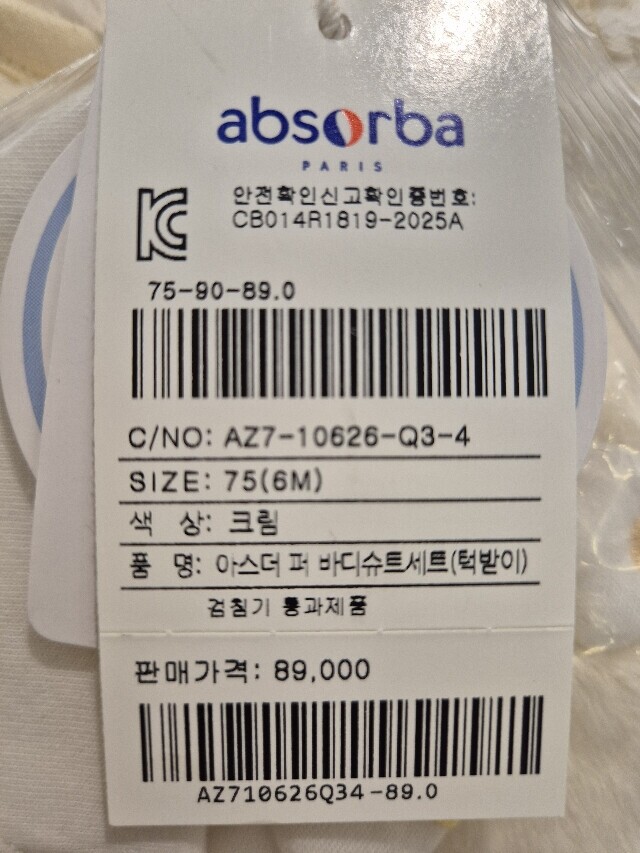 absorba
PARIS
안전확인신고확인증번호:
CB014R1819-2025A
75-90-89.0
C/NO: AZ7-10626-Q3-4
SIZE: 75(6M)
색 상: 크림
품 명: 아스더 퍼 바디슈트세트(턱받이)
검침기 통과제품
판매가격: 89,000
AZ710626Q34-89.0